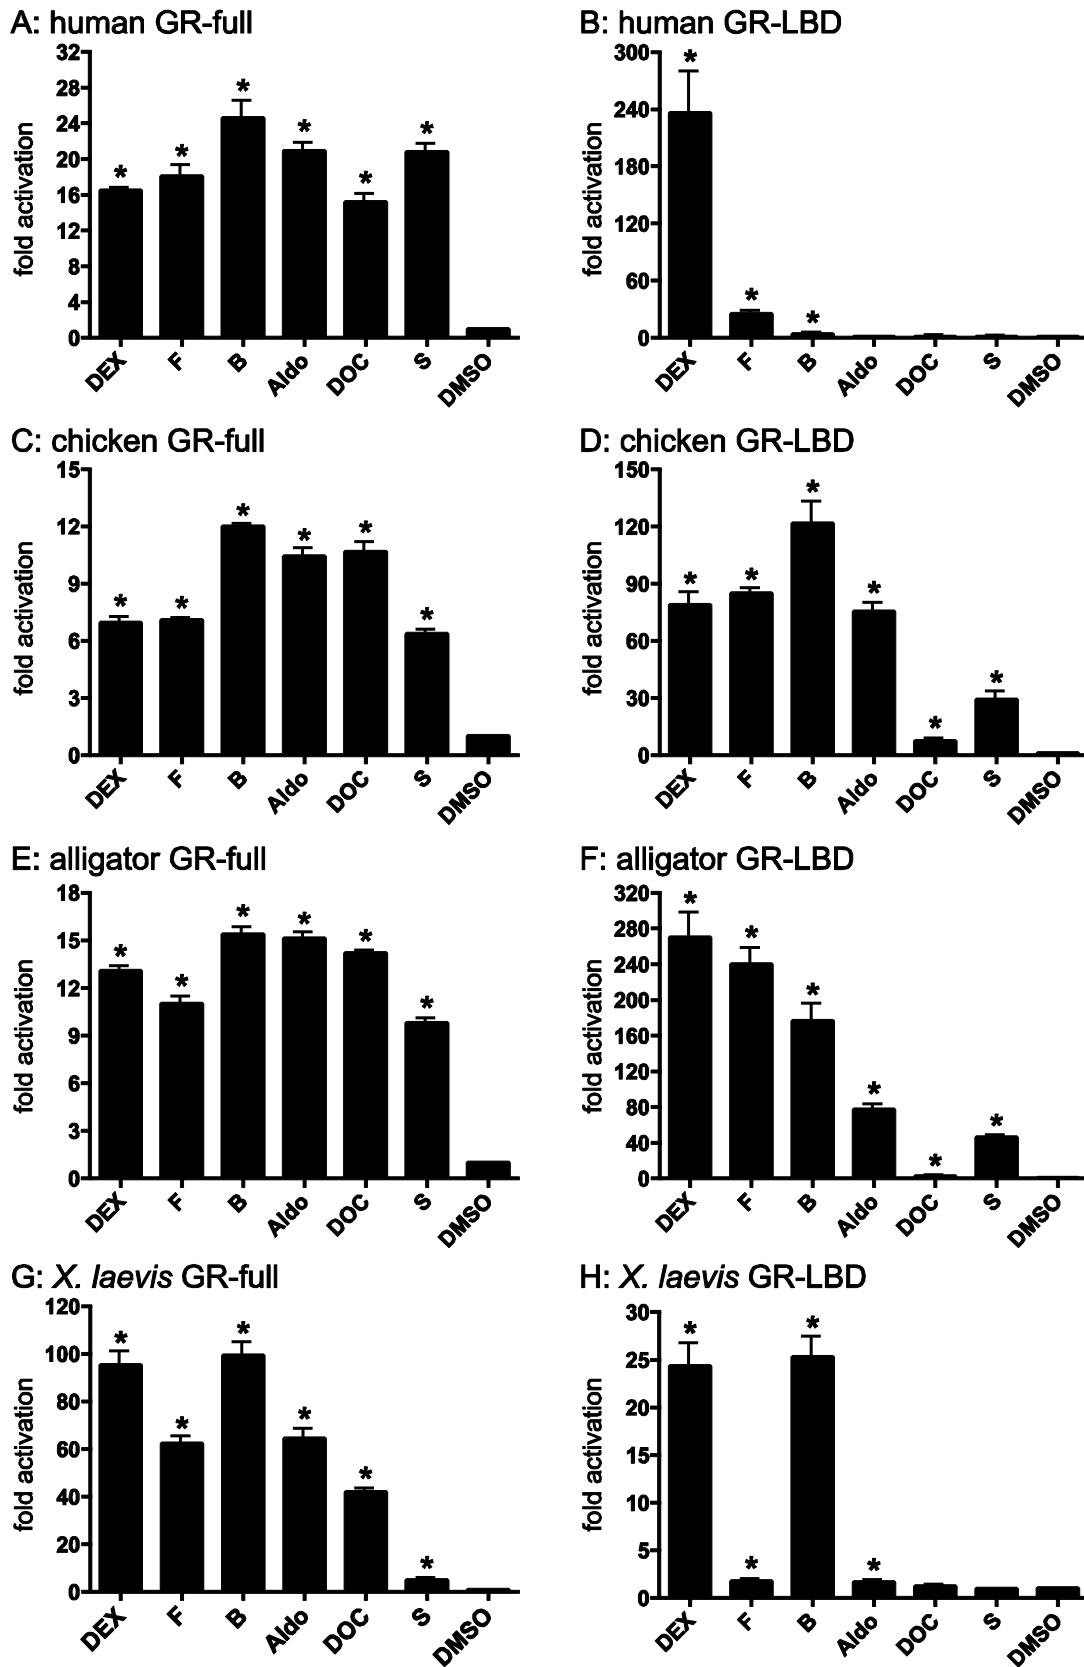 A: human GR-full
fold activation
32
28
24
20
16
12
8
4
0
* * * * * *
DEX F B Aldo DOC S DMSO
B: human GR-LBD
fold activation
300
240
180
120
60
0
* * *
DEX F B Aldo DOC S DMSO
C: chicken GR-full
fold activation
15
12
9
6
3
0
* * * * * *
DEX F B Aldo DOC S DMSO
D: chicken GR-LBD
fold activation
150
120
90
60
30
0
* * * * * *
DEX F B Aldo DOC S DMSO
E: alligator GR-full
fold activation
18
15
12
9
6
3
0
* * * * * *
DEX F B Aldo DOC S DMSO
F: alligator GR-LBD
fold activation
320
280
240
200
160
120
80
40
0
* * * * * *
DEX F B Aldo DOC S DMSO
G: X. laevis GR-full
fold activation
120
100
80
60
40
20
0
* * * * * *
DEX F B Aldo DOC S DMSO
H: X. laevis GR-LBD
fold activation
30
25
20
15
10
5
0
* * * *
DEX F B Aldo DOC S DMSO